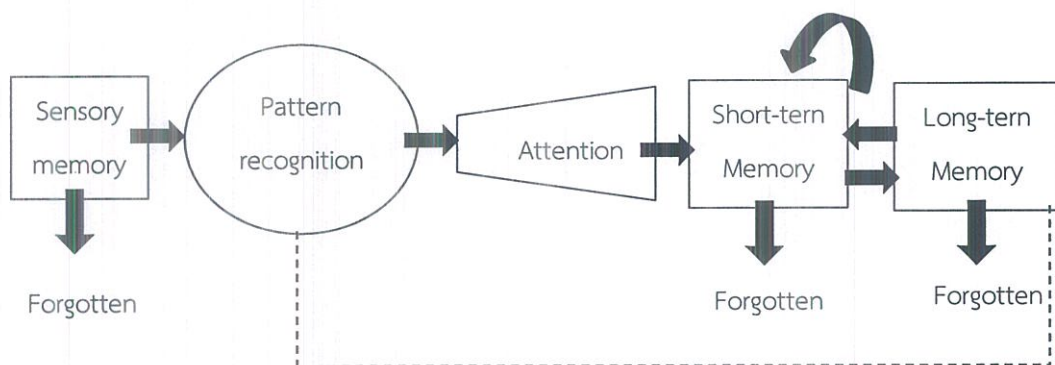 Sensory
memory
Pattern
recognition
Attention
Short-tern
Memory
Long-tern
Memory
Forgotten
Forgotten
Forgotten